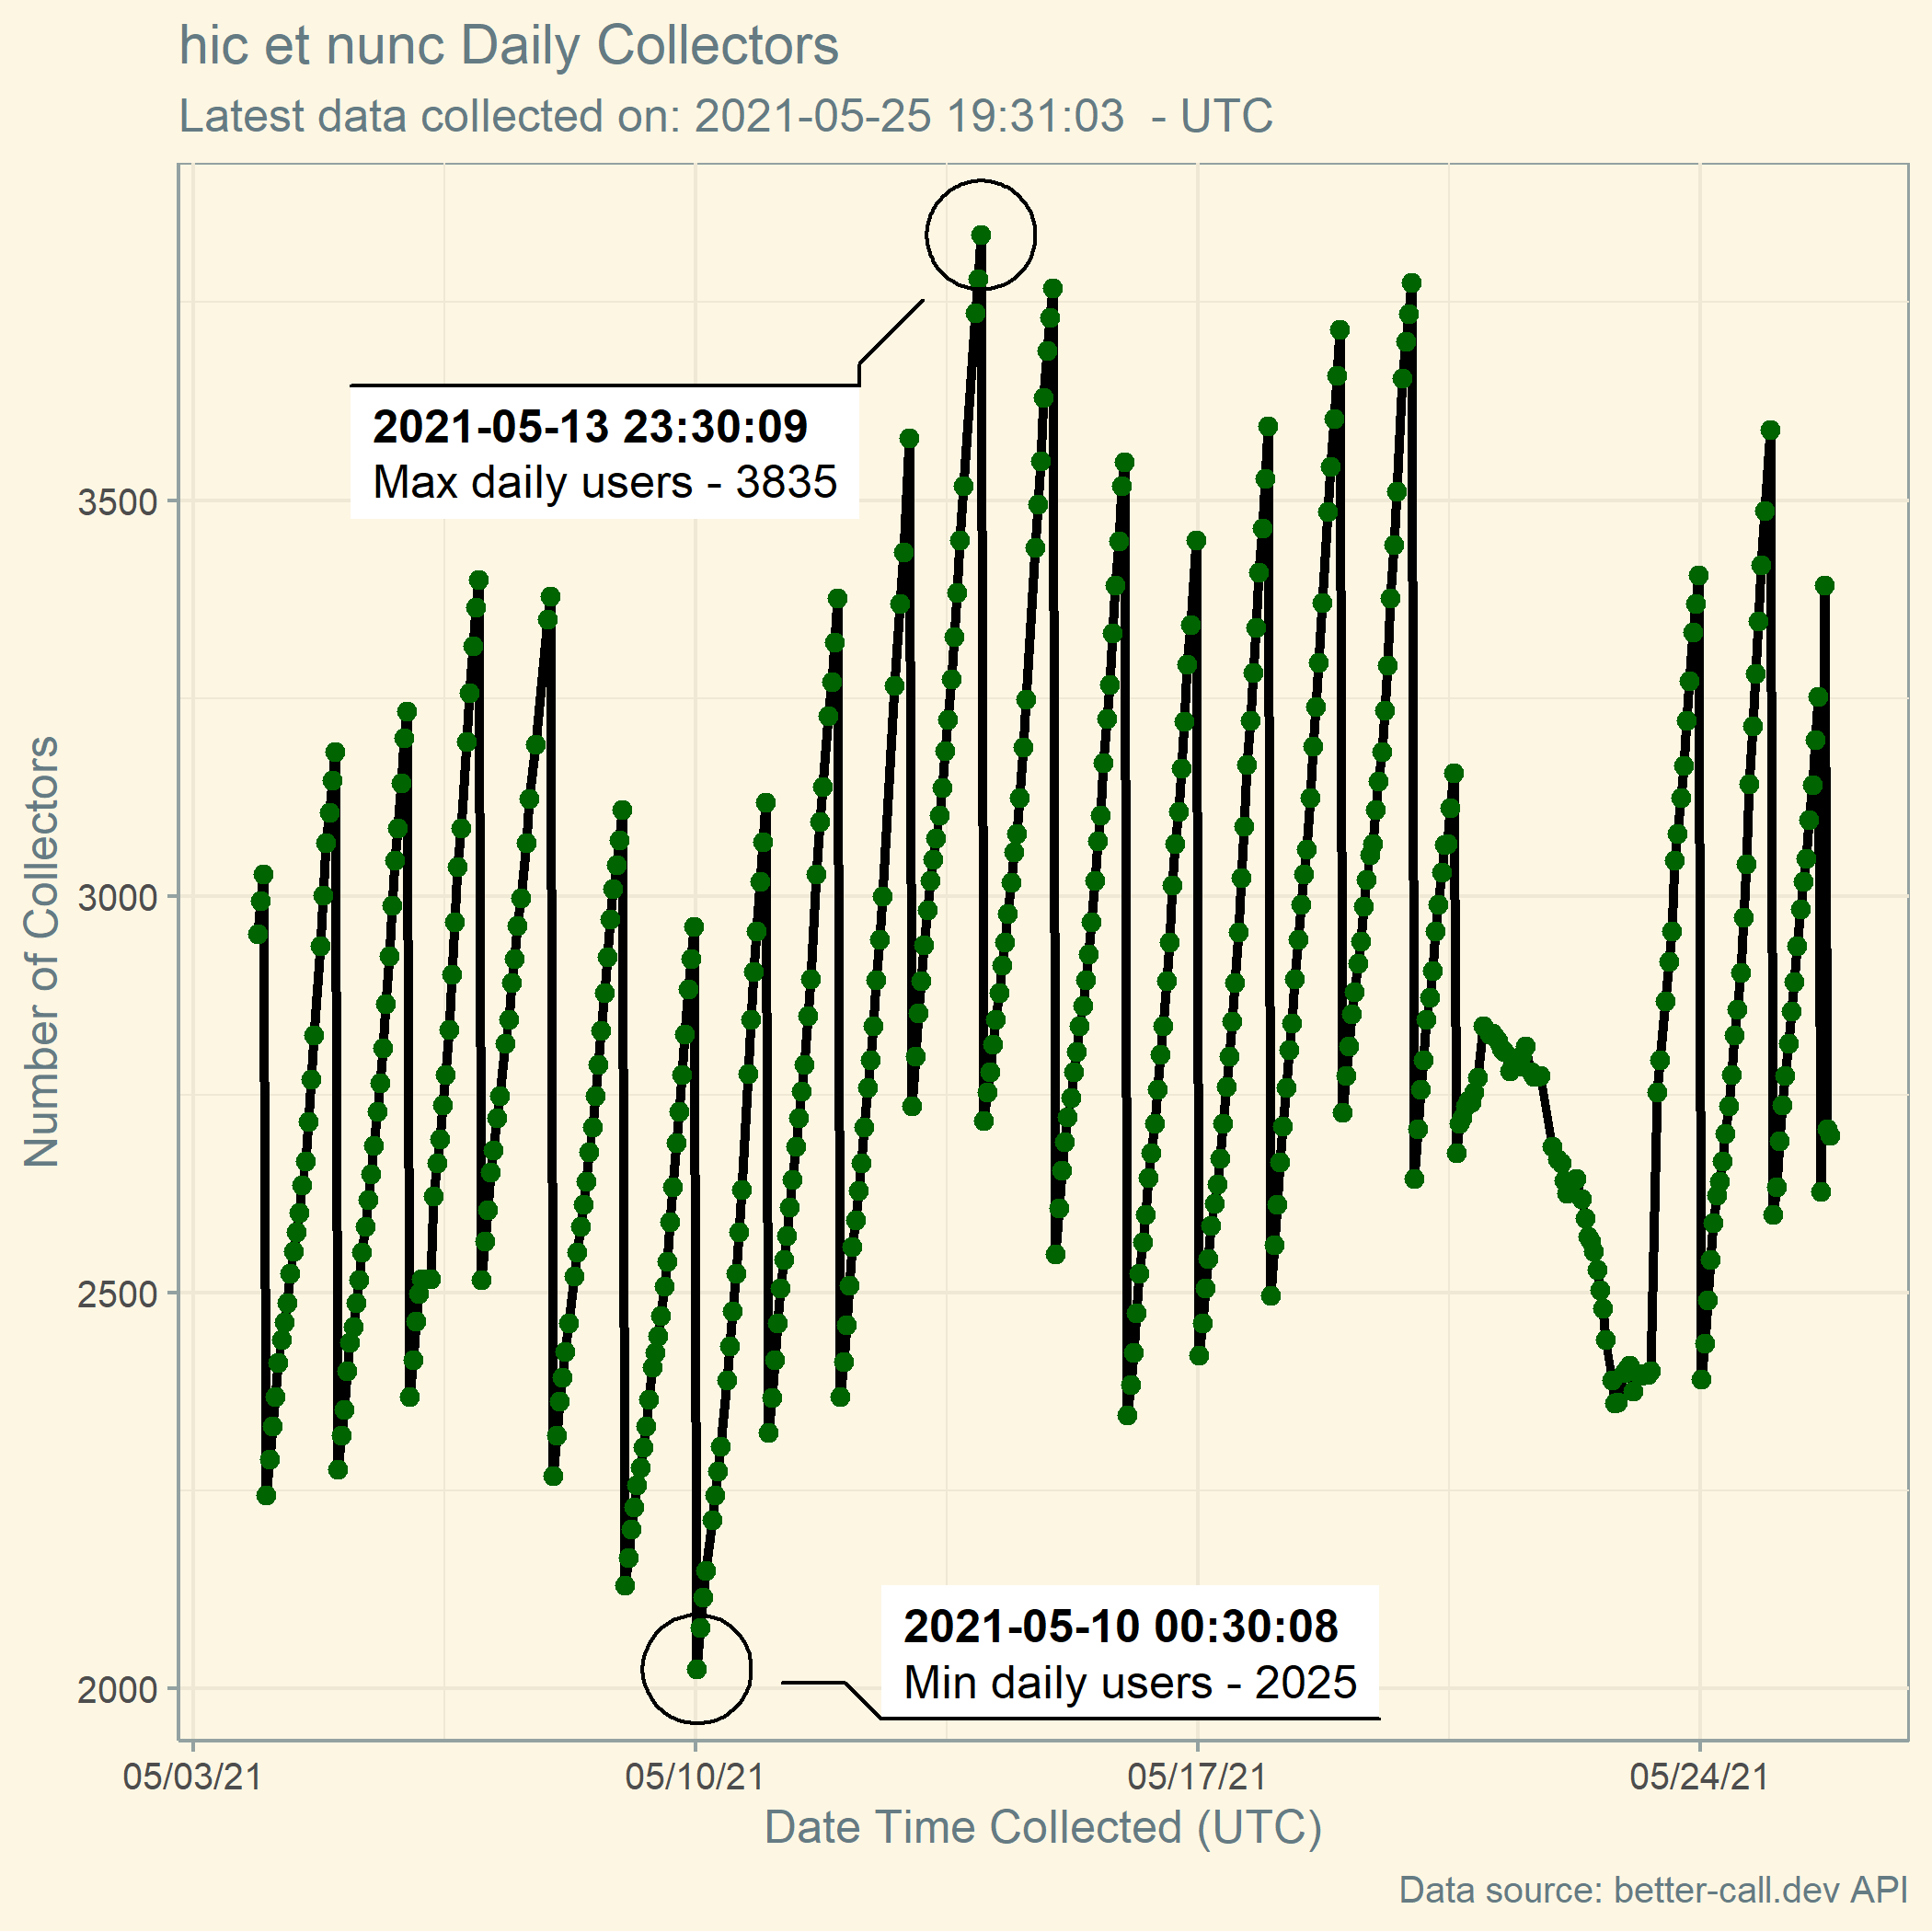 hic et nunc Daily Collectors
Latest data collected on: 2021-05-25 19:31:03  - UTC
2021-05-13 23:30:09
Max daily users - 3835
3500
3000
2500
2000
Number of Collectors
2021-05-10 00:30:08
Min daily users - 2025
05/03/21 05/10/21 05/17/21 05/24/21
Date Time Collected (UTC)
Data source: better-call.dev API